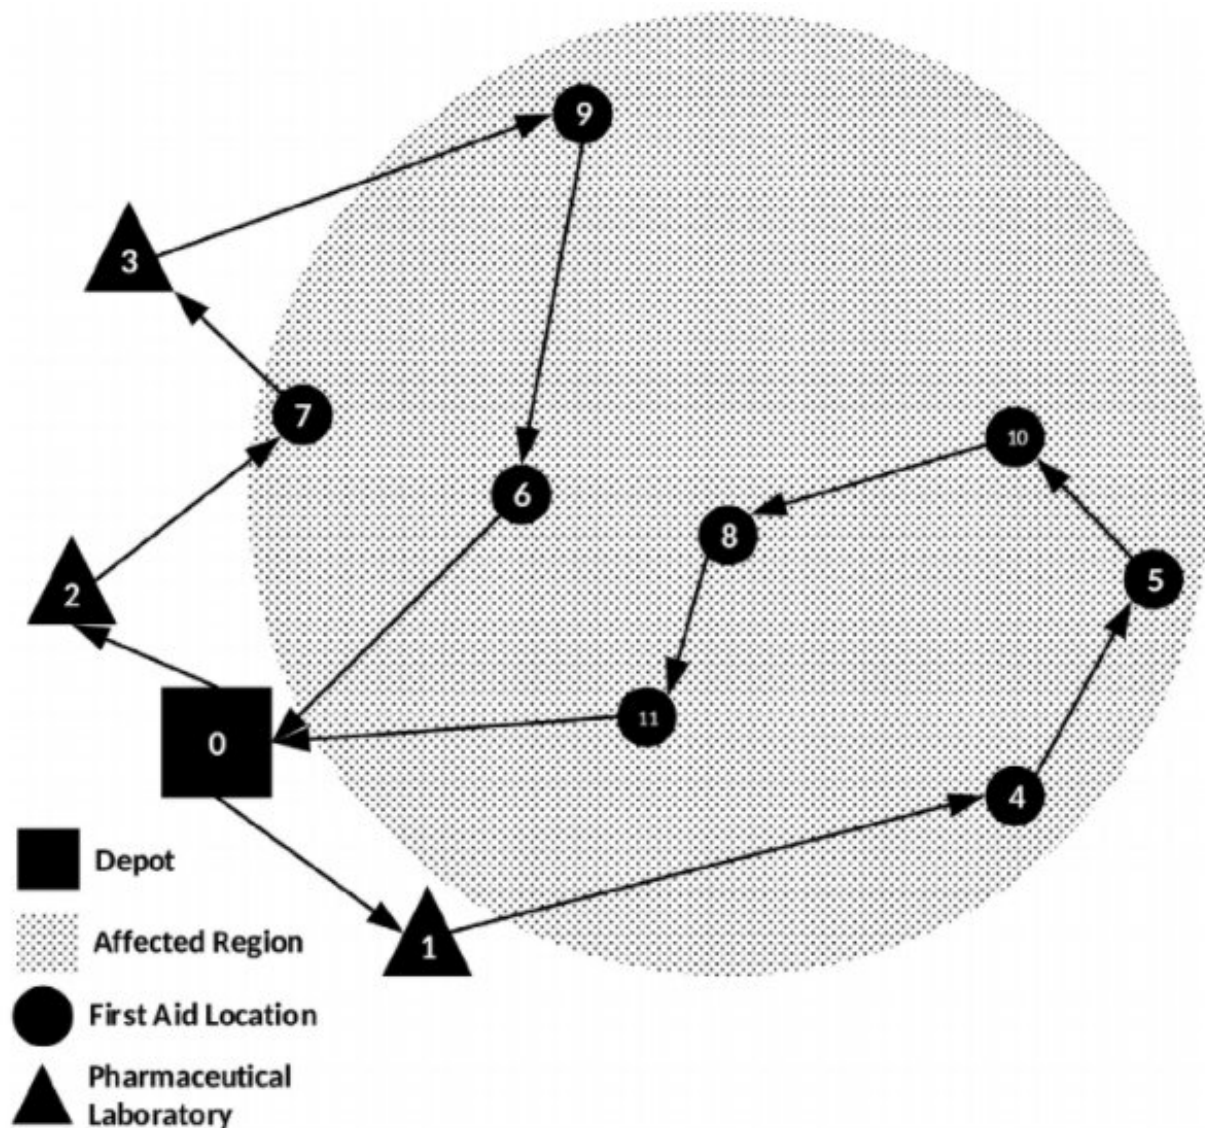 9
3
7
10
6
8
5
2
11
0
4
1
Depot
Affected Region
First Aid Location
Pharmaceutical
Laboratory